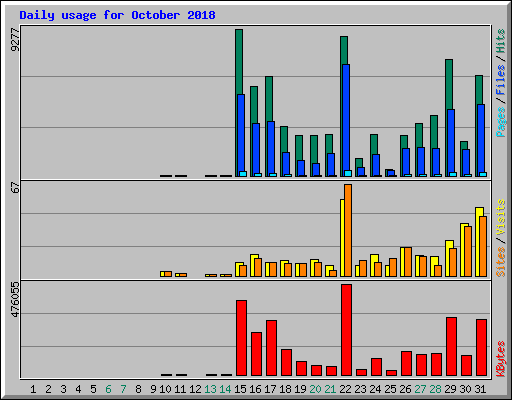 Daily usage for October 2018
9277
Pages / Files / Hits
67
Sites / Visits
476055
KBytes
1 2 3 4 5 6 7 8 9 10 11 12 13 14 15 16 17 18 19 20 21 22 23 24 25 26 27 28 29 30 31